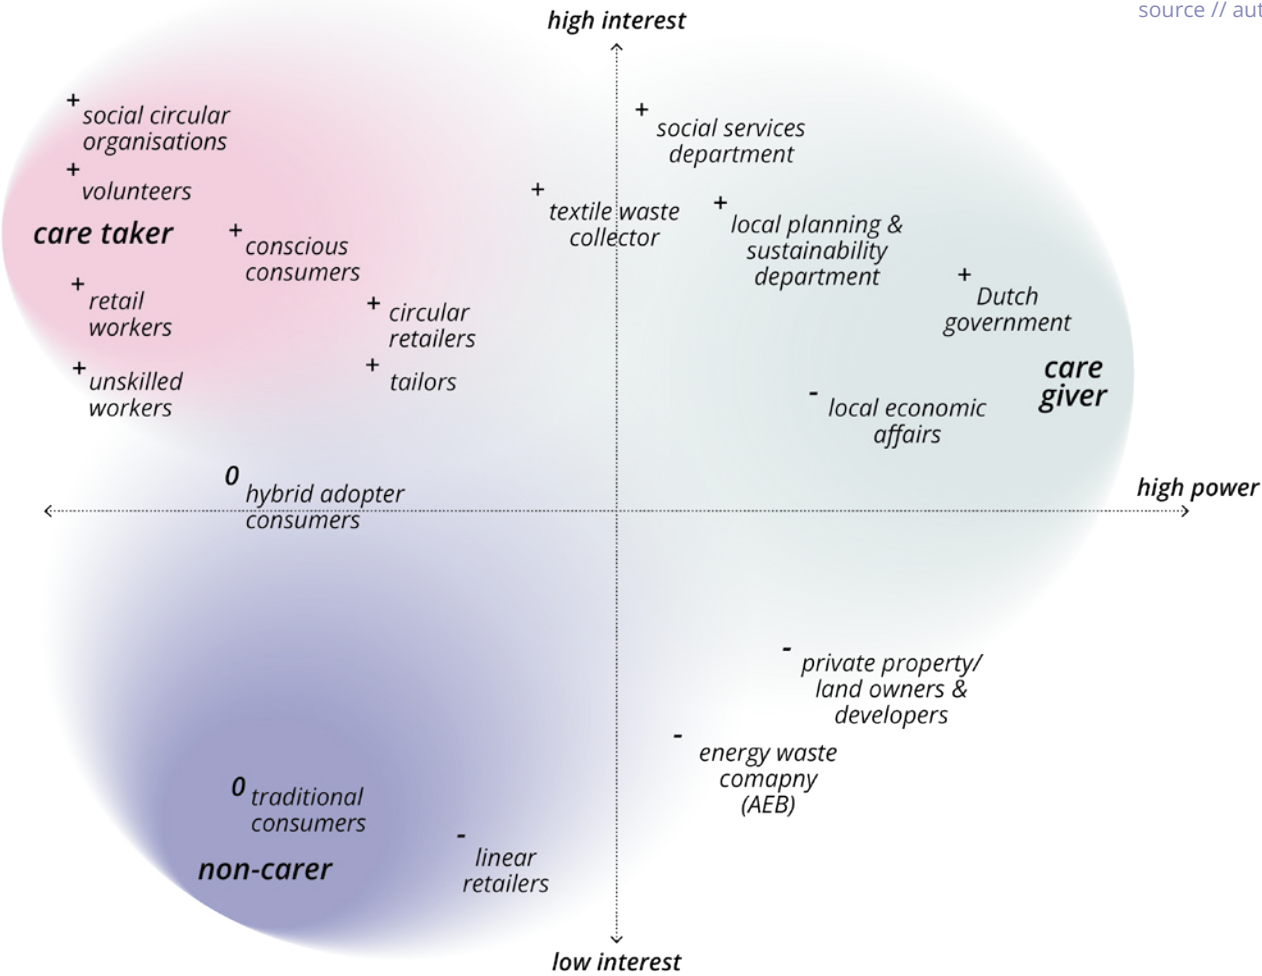 source // aut
high interest
+
social circular
organisations
+
social services
department
+
volunteers
+
textile waste
collector
+
local planning &
sustainability
department
care taker
+
conscious
consumers
+
Dutch
government
+
retail
workers
+
circular
retailers
care
giver
+
unskilled
workers
+
tailors
-
local economic
affairs
0
hybrid adopter
consumers
high power
-
private property/
land owners &
developers
-
energy waste
comapny
(AEB)
0
traditional
consumers
non-carer
-
linear
retailers
low interest